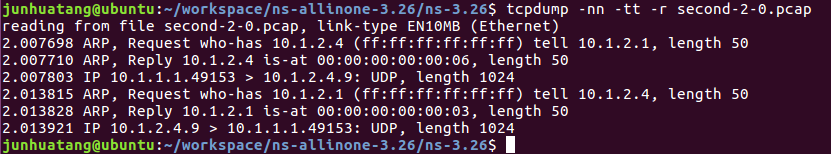 junhuatang@ubuntu:~/workspace/ns-allinone-3.26/ns-3.26$ tcpdump -nn -tt -r second-2-0.pcap
reading from file second-2-0.pcap, link-type EN10MB (Ethernet)
2.007698 ARP, Request who-has 10.1.2.4 (ff:ff:ff:ff:ff:ff) tell 10.1.2.1, length 50
2.007710 ARP, Reply 10.1.2.4 is-at 00:00:00:00:00:06, length 50
2.007803 IP 10.1.1.1.49153 > 10.1.2.4.9: UDP, length 1024
2.013815 ARP, Request who-has 10.1.2.1 (ff:ff:ff:ff:ff:ff) tell 10.1.2.4, length 50
2.013828 ARP, Reply 10.1.2.1 is-at 00:00:00:00:00:03, length 50
2.013921 IP 10.1.2.4.9 > 10.1.1.1.49153: UDP, length 1024
junhuatang@ubuntu:~/workspace/ns-allinone-3.26/ns-3.26$